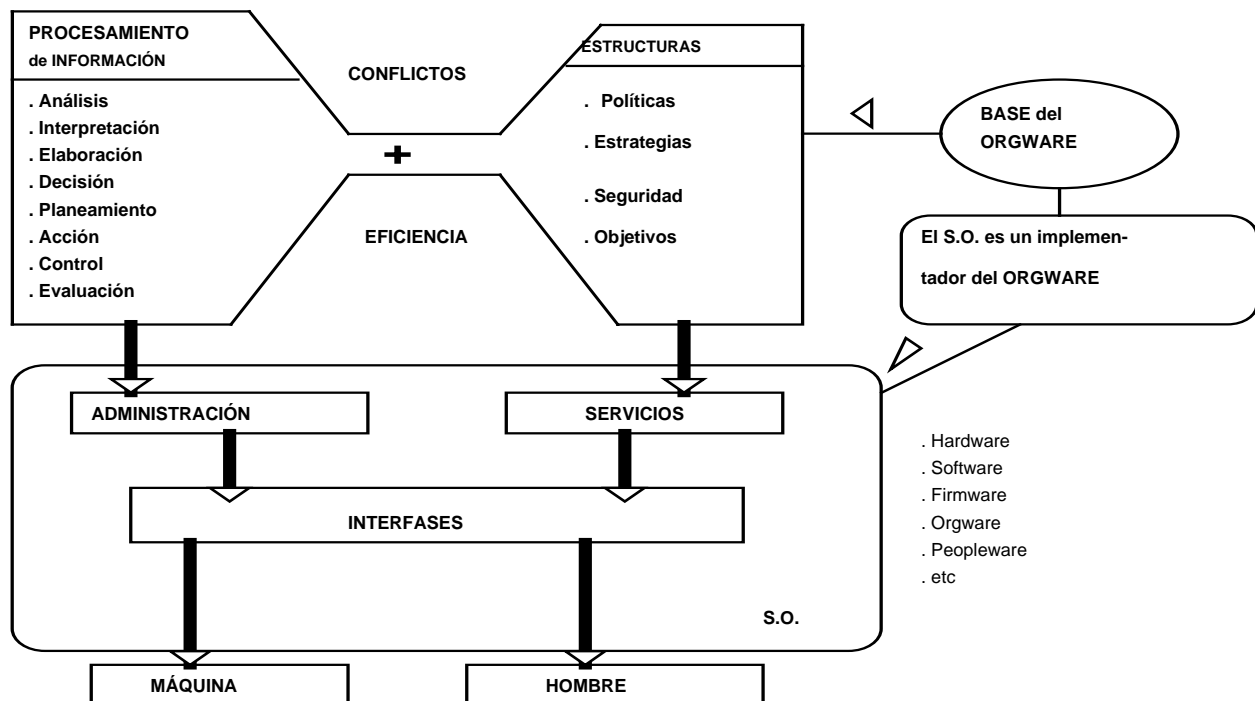 PROCESAMIENTO
de INFORMACIÓN
. Análisis
. Interpretación
. Elaboración
. Decisión
. Planeamiento
. Acción
. Control
. Evaluación
CONFLICTOS
+
EFICIENCIA
ESTRUCTURAS
. Políticas
. Estrategias
. Seguridad
. Objetivos
BASE del
ORGWARE
El S.O. es un implemen-
tador del ORGWARE
ADMINISTRACIÓN
SERVICIOS
INTERFASES
S.O.
. Hardware
. Software
. Firmware
. Orgware
. Peopleware
. etc
MÁQUINA
HOMBRE